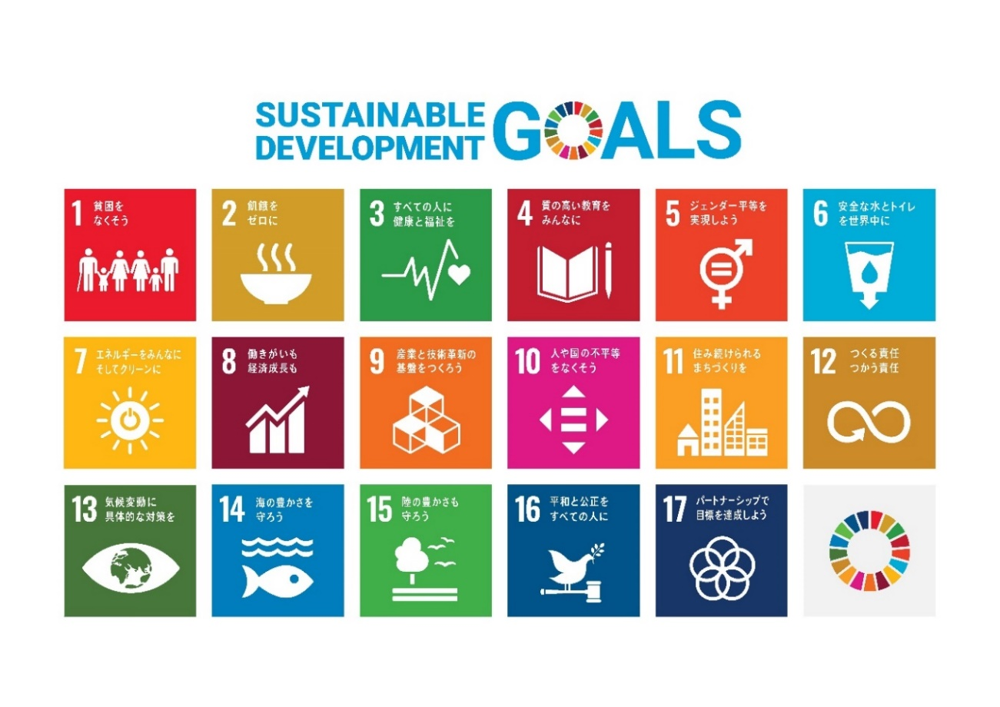 SUSTAINABLE
DEVELOPMENT
GOALS
1 貧困を
なくそう
2 飢餓を
ゼロに
3 すべての人に
健康と福祉を
4 質の高い教育を
みんなに
5 ジェンダー平等を
実現しよう
6 安全な水とトイレ
を世界中に
7 エネルギーをみんなに
そしてクリーンに
8 働きがいも
経済成長も
9 産業と技術革新の
基盤をつくろう
10 人や国の不平等
をなくそう
11 住み続けられる
まちづくりを
12 つくる責任
つかう責任
13 気候変動に
具体的な対策を
14 海の豊かさを
守ろう
15 陸の豊かさも
守ろう
16 平和と公正を
すべての人に
17 パートナーシップで
目標を達成しよう